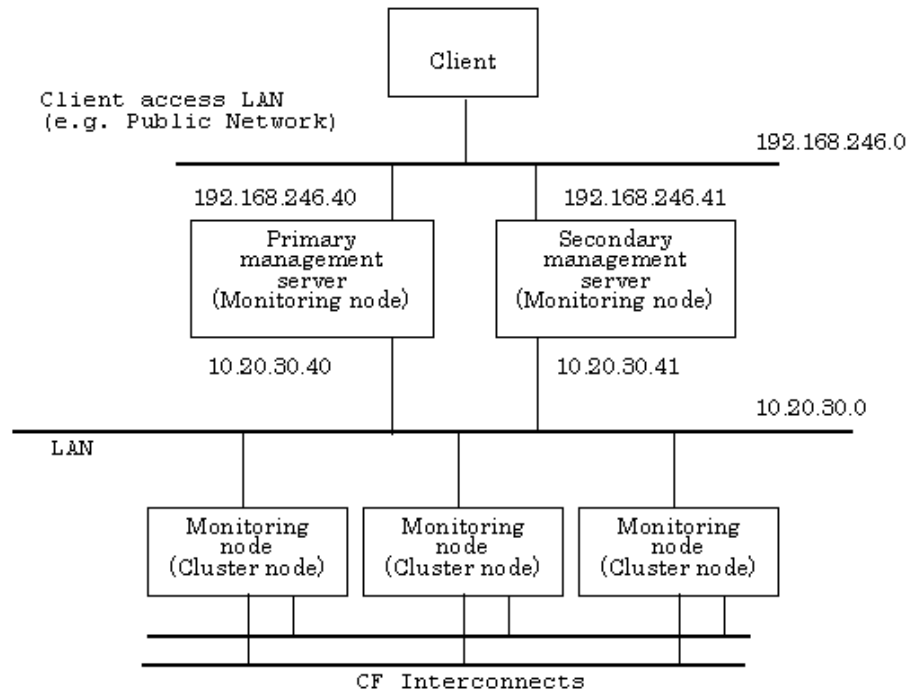 Client
Client access LAN
(e.g. Public Network)
192.168.246.0
192.168.246.40
192.168.246.41
Primary
management
server
(Monitoring node)
Secondary
management
server
(Monitoring node)
10.20.30.40
10.20.30.41
10.20.30.0
LAN
Monitoring
node
(Cluster node)
Monitoring
node
(Cluster node)
Monitoring
node
(Cluster node)
CF Interconnects